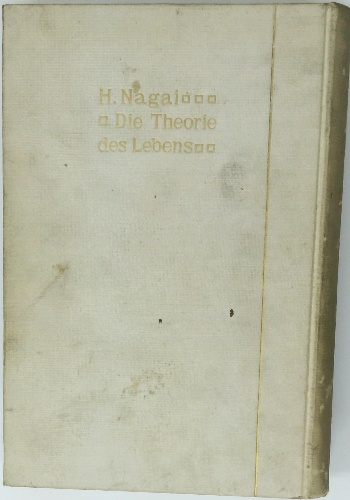 H. Nagai□□□
□ Die Theorie
des Lebens□□